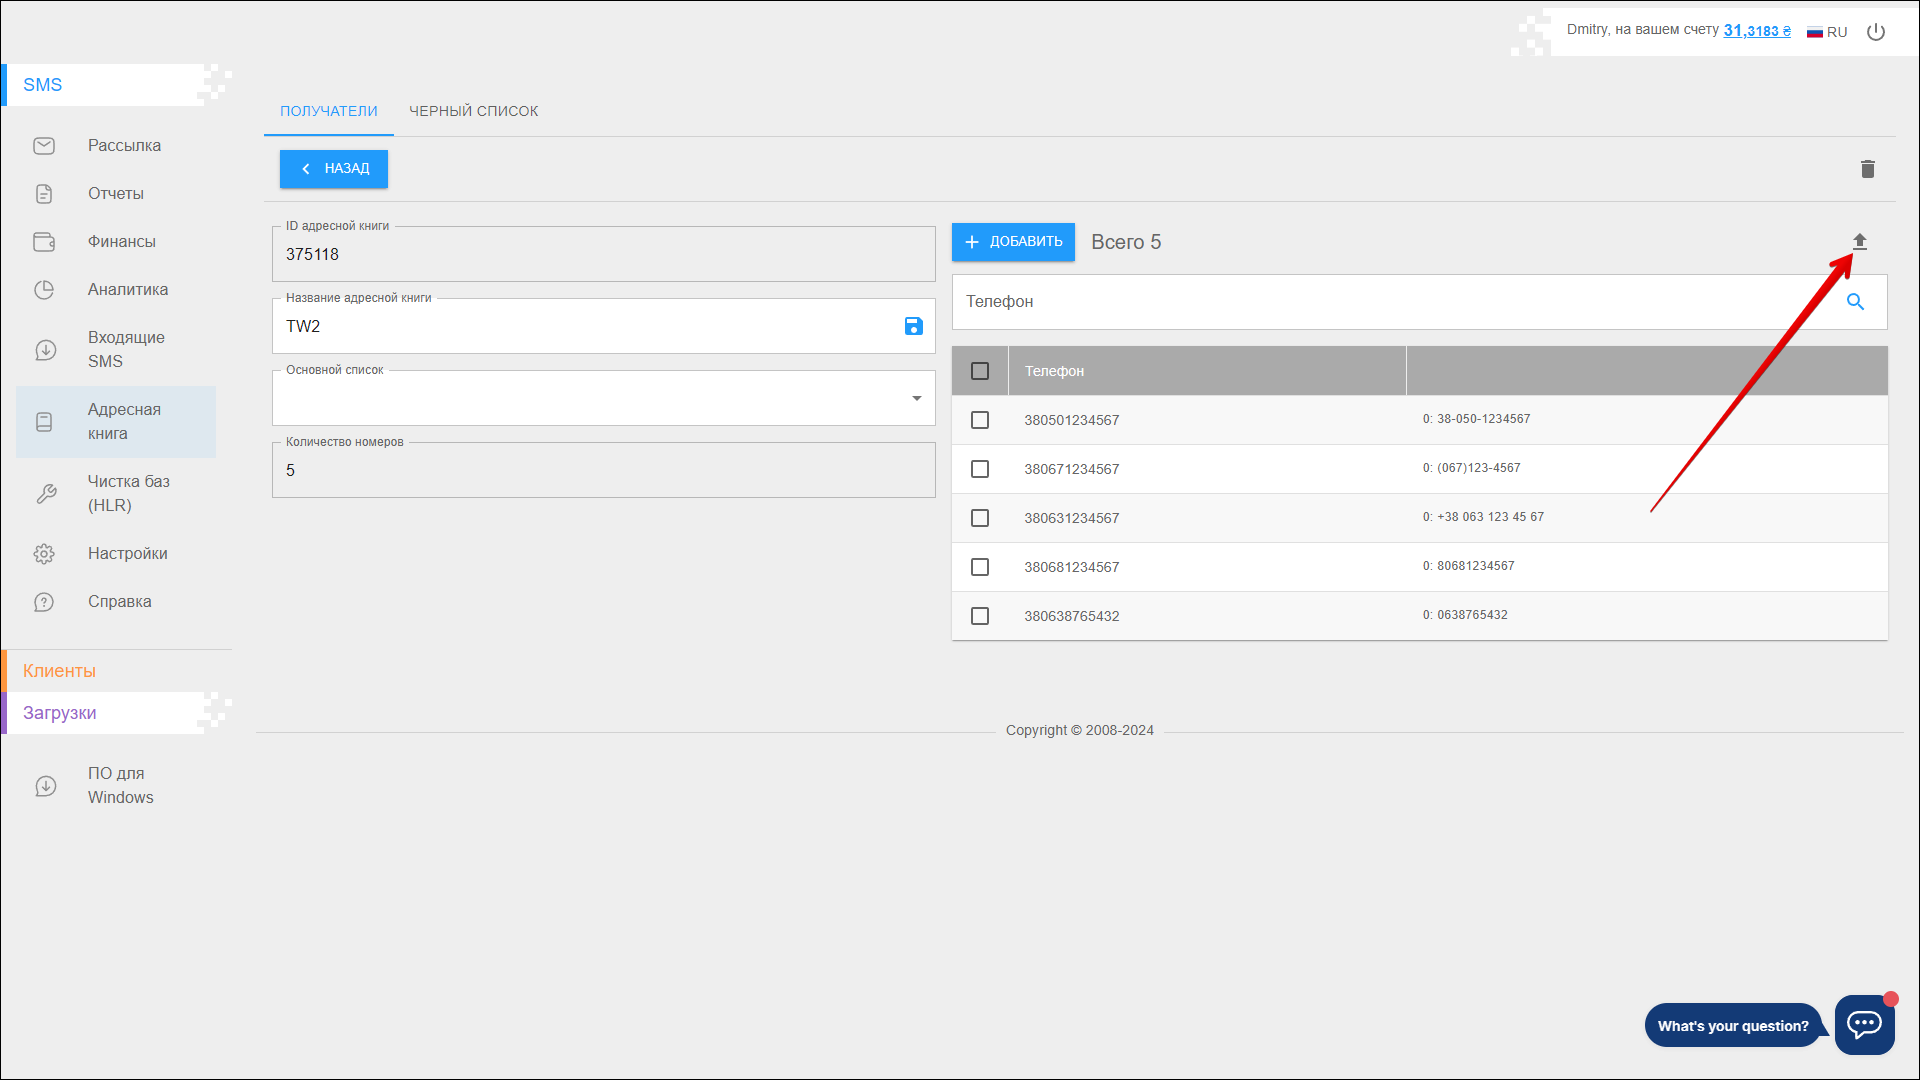 Dmitry, на вашем счету 31,3183 ₴ RU
SMS
Рассылка
Отчеты
Финансы
Аналитика
Входящие
SMS
Адресная
книга
Чистка баз
(HLR)
Настройки
Справка
Клиенты
Загрузки
ПО для
Windows
ПОЛУЧАТЕЛИ ЧЕРНЫЙ СПИСОК
НАЗАД
ID адресной книги
375118
Название адресной книги
TW2
Основной список
Количество номеров
5
ДОБАВИТЬ Всего 5
Телефон
Телефон
380501234567 0: 38-050-1234567
380671234567 0: (067)123-4567
380631234567 0: +38 063 123 45 67
380681234567 0: 80681234567
380638765432 0: 0638765432
Copyright © 2008-2024
What's your question?